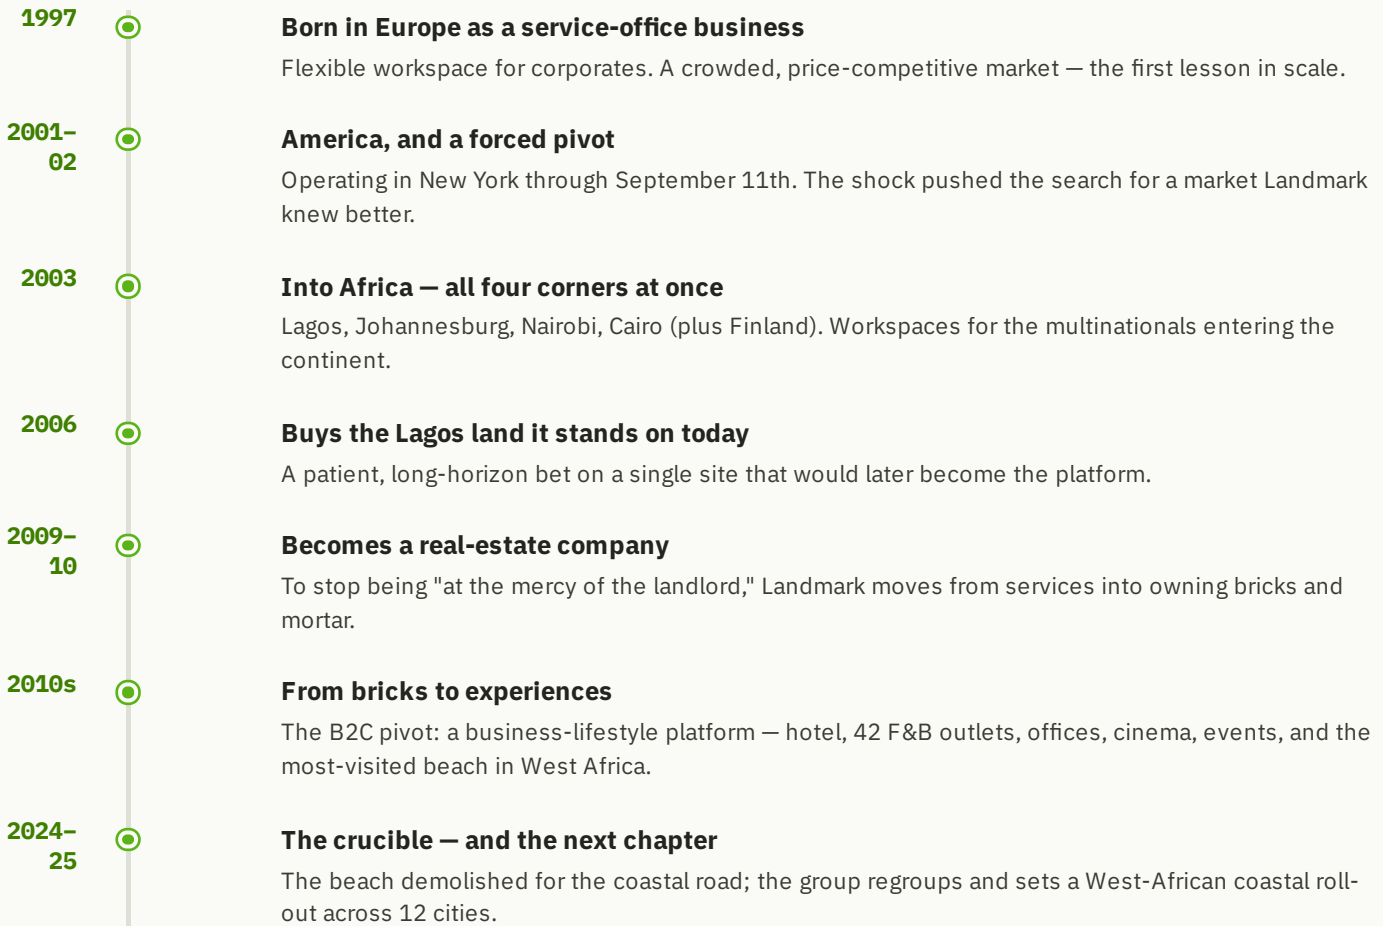 1997
Born in Europe as a service-office business
Flexible workspace for corporates. A crowded, price-competitive market — the first lesson in scale.
2001–
02
America, and a forced pivot
Operating in New York through September 11th. The shock pushed the search for a market Landmark
knew better.
2003
Into Africa — all four corners at once
Lagos, Johannesburg, Nairobi, Cairo (plus Finland). Workspaces for the multinationals entering the
continent.
2006
Buys the Lagos land it stands on today
A patient, long-horizon bet on a single site that would later become the platform.
2009–
10
Becomes a real-estate company
To stop being "at the mercy of the landlord," Landmark moves from services into owning bricks and
mortar.
2010s
From bricks to experiences
The B2C pivot: a business-lifestyle platform — hotel, 42 F&B outlets, offices, cinema, events, and the
most-visited beach in West Africa.
2024–
25
The crucible — and the next chapter
The beach demolished for the coastal road; the group regroups and sets a West-African coastal roll-
out across 12 cities.